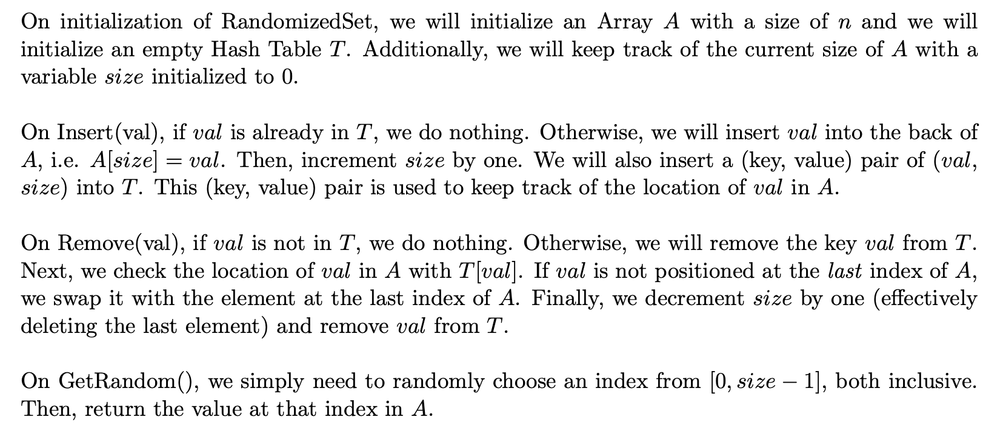 On initialization of RandomizedSet, we will initialize an Array A with a size of n and we will
initialize an empty Hash Table T. Additionally, we will keep track of the current size of A with a
variable size initialized to 0.
On Insert(val), if val is already in T, we do nothing. Otherwise, we will insert val into the back of
A, i.e. A[size] = val. Then, increment size by one. We will also insert a (key, value) pair of (val,
size) into T. This (key, value) pair is used to keep track of the location of val in A.
On Remove(val), if val is not in T, we do nothing. Otherwise, we will remove the key val from T.
Next, we check the location of val in A with T[val]. If val is not positioned at the last index of A,
we swap it with the element at the last index of A. Finally, we decrement size by one (effectively
deleting the last element) and remove val from T.
On GetRandom(), we simply need to randomly choose an index from [0, size − 1], both inclusive.
Then, return the value at that index in A.